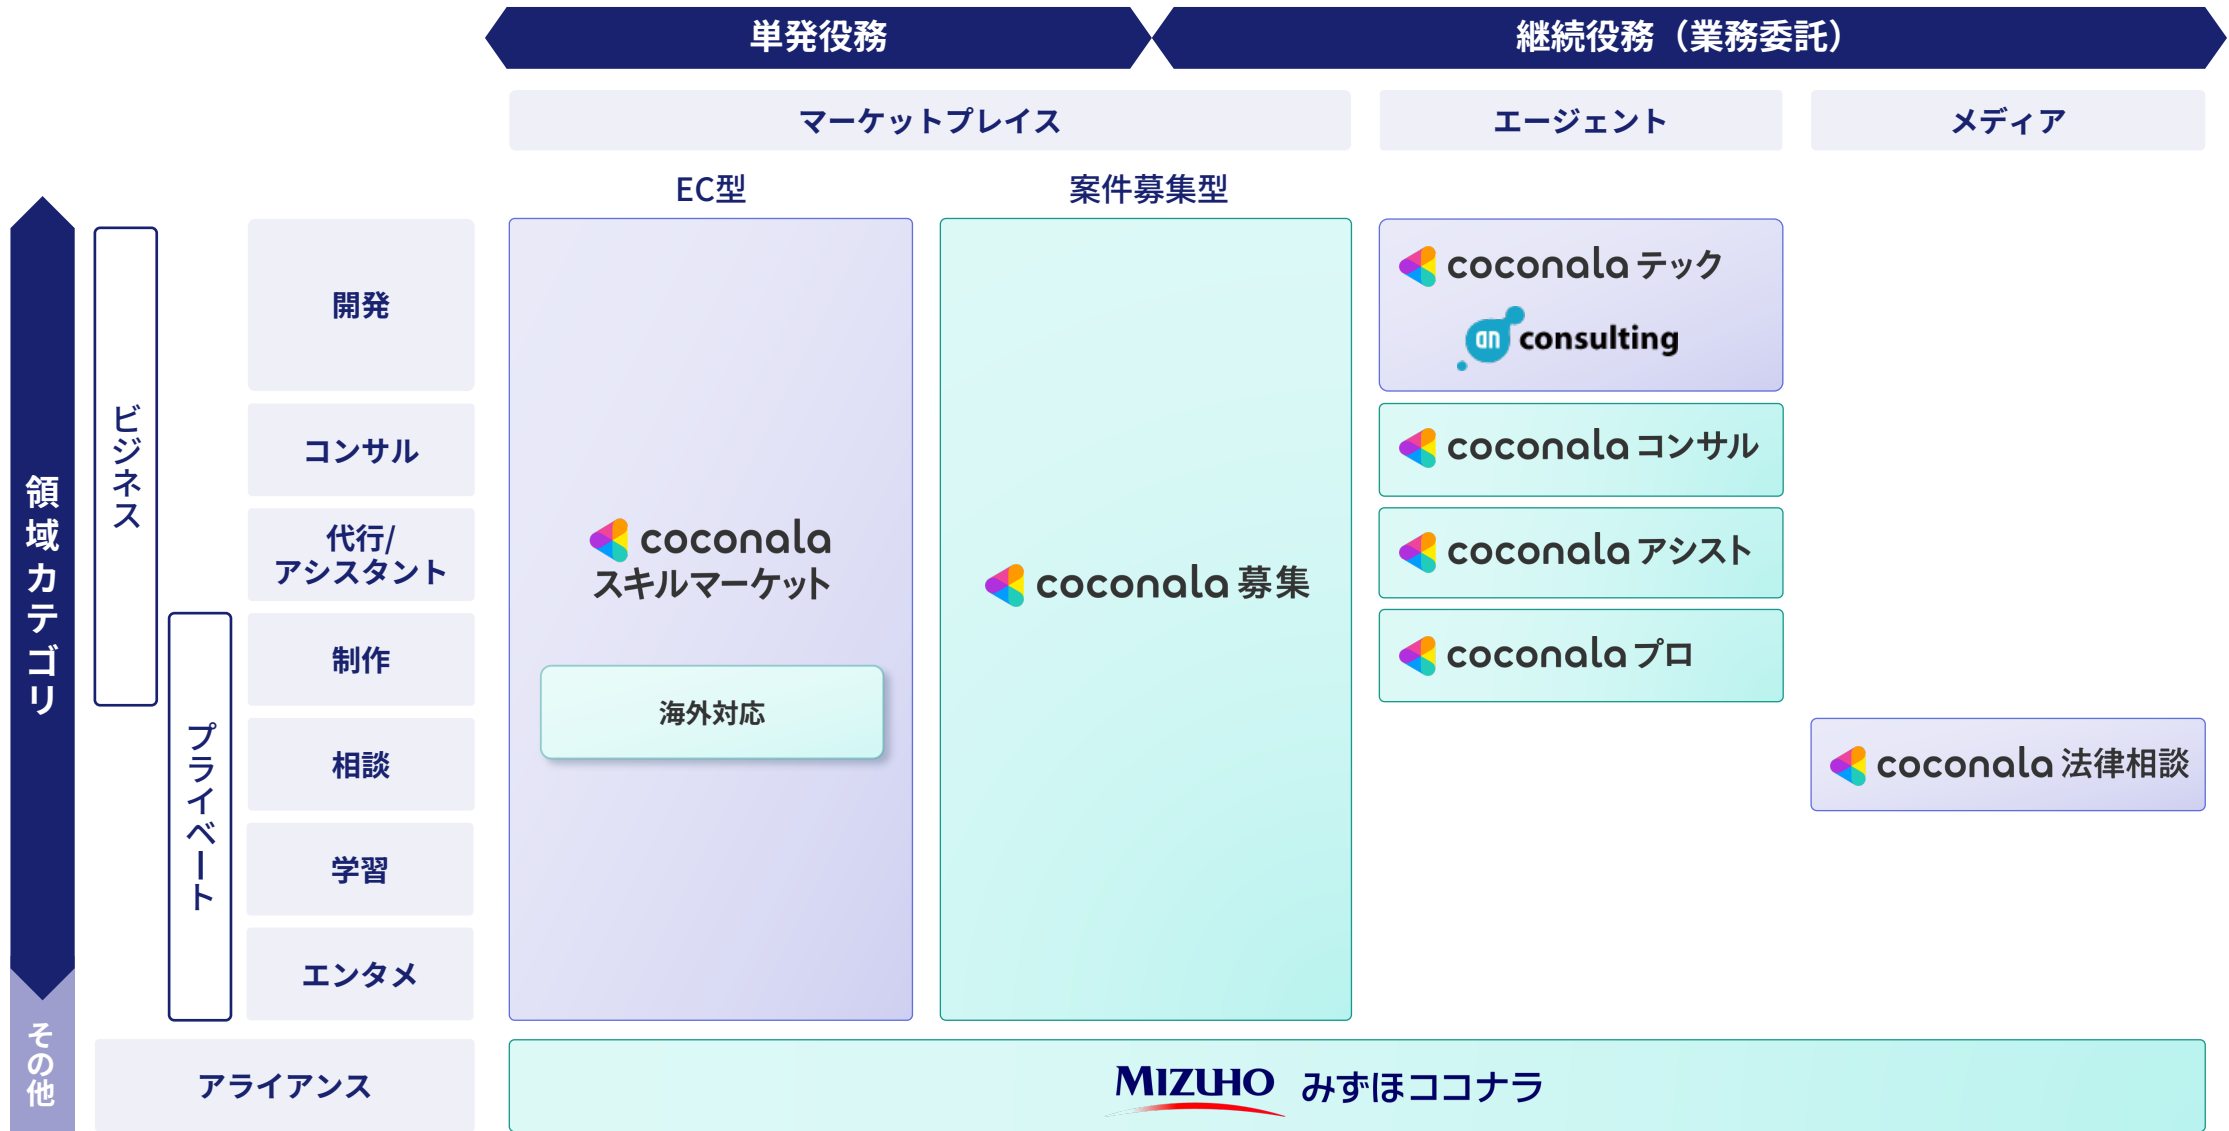 単発役務
継続役務（業務委託）
マーケットプレイス
エージェント
メディア
EC型
案件募集型
領域カテゴリ
その他
ビジネス
プライベート
開発
コンサル
代行/
アシスタント
制作
相談
学習
エンタメ
アライアンス
coconala
スキルマーケット
海外対応
coconala 募集
coconala テック
an consulting
coconala コンサル
coconala アシスト
coconala プロ
coconala 法律相談
MIZUHO みずほココナラ